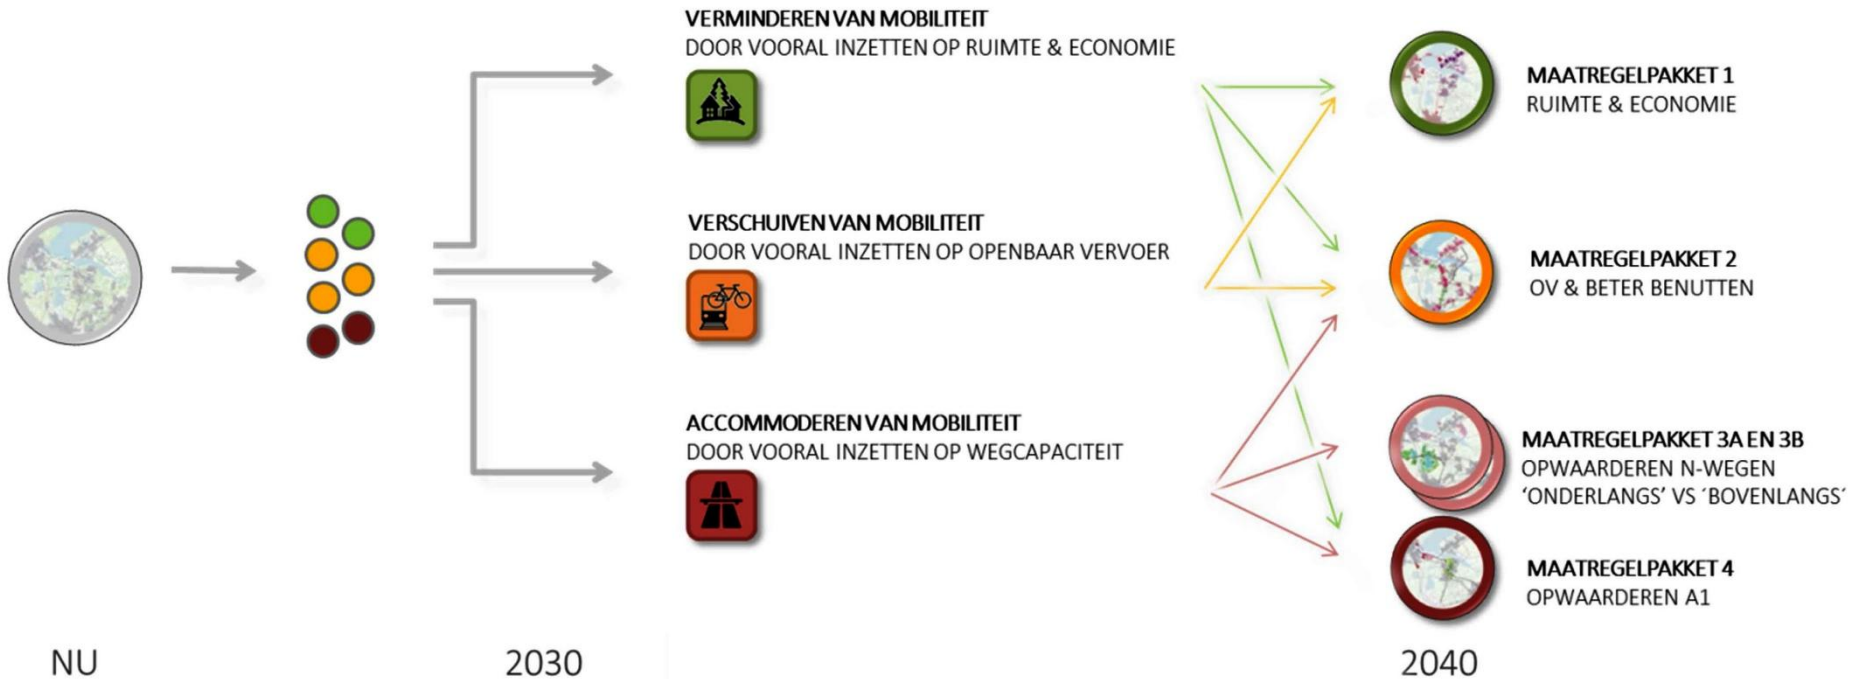 VERMINDEREN VAN MOBILITEIT
DOOR VOORAL INZETTEN OP RUIMTE & ECONOMIE
VERSCHUIVEN VAN MOBILITEIT
DOOR VOORAL INZETTEN OP OPENBAAR VERVOER
ACCOMMODEREN VAN MOBILITEIT
DOOR VOORAL INZETTEN OP WEGCAPACITEIT
MAATREGELPAKKET 1
RUIMTE & ECONOMIE
MAATREGELPAKKET 2
OV & BETER BENUTTEN
MAATREGELPAKKET 3A EN 3B
OPWAARDEREN N-WEGEN
‘ONDERLANGS’ VS ´BOVENLANGS´
MAATREGELPAKKET 4
OPWAARDEREN A1
NU
2030
2040